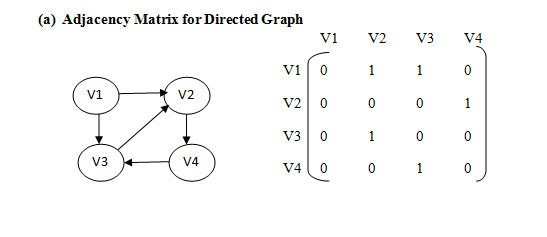 (a) Adjacency Matrix for Directed Graph
V1 V2 V3 V4
V1 0 1 1 0
V2 0 0 0 1
V3 0 1 0 0
V4 0 0 1 0
V1 V2
V3 V4